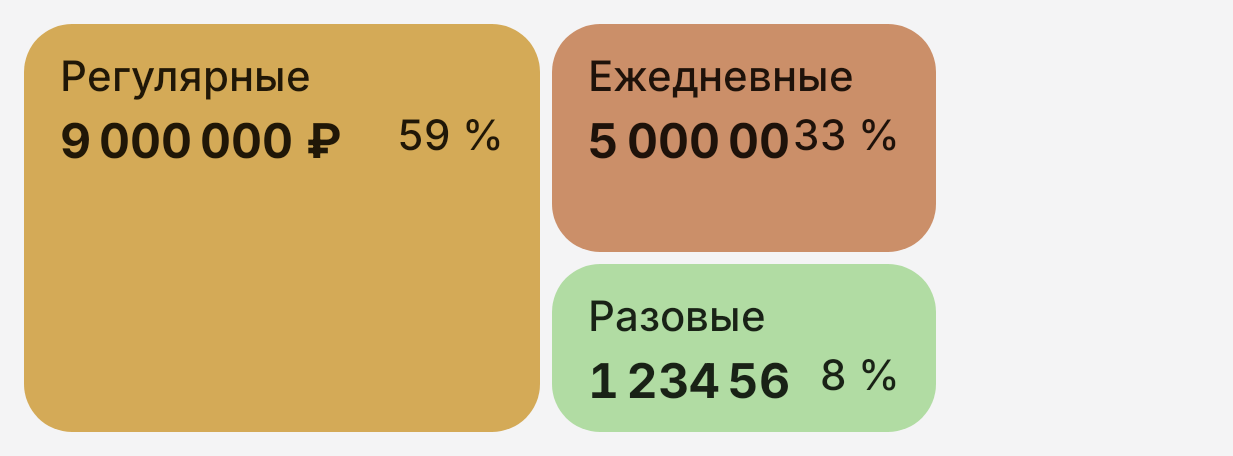 Регулярные
9 000 000 ₽ 59 %
Ежедневные
5 000 00 33 %
Разовые
1 234 56 8 %